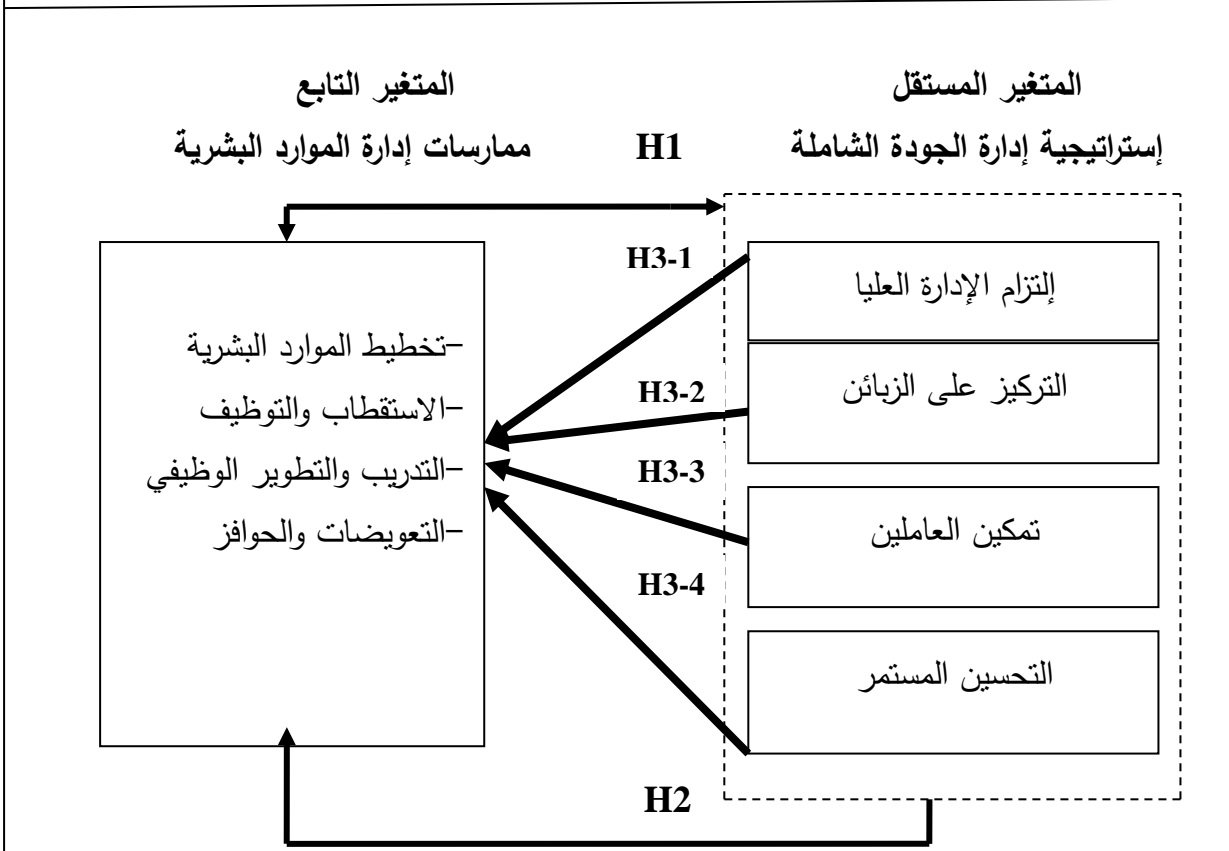 المتغير المستقل
إستراتيجية إدارة الجودة الشاملة
المتغير التابع
ممارسات إدارة الموارد البشرية
H1
إلتزام الإدارة العليا
التركيز على الزبائن
تمكين العاملين
التحسين المستمر
H3-1
H3-2
H3-3
H3-4
-تخطيط الموارد البشرية
-الاستقطاب والتوظيف
-التدريب والتطوير الوظيفي
-التعويضات والحوافز
H2